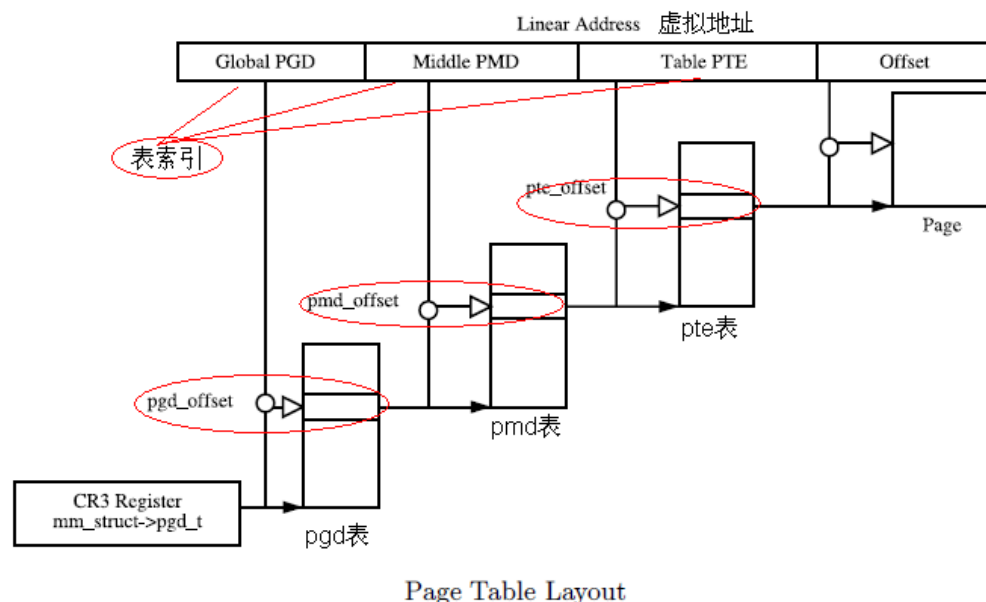 Linear Address 虚拟地址
Global PGD Middle PMD Table PTE Offset
表索引
pte_offset
Page
pmd_offset
pte表
pgd_offset
pmd表
CR3 Register
mm_struct->pgd_t
pgd表
Page Table Layout